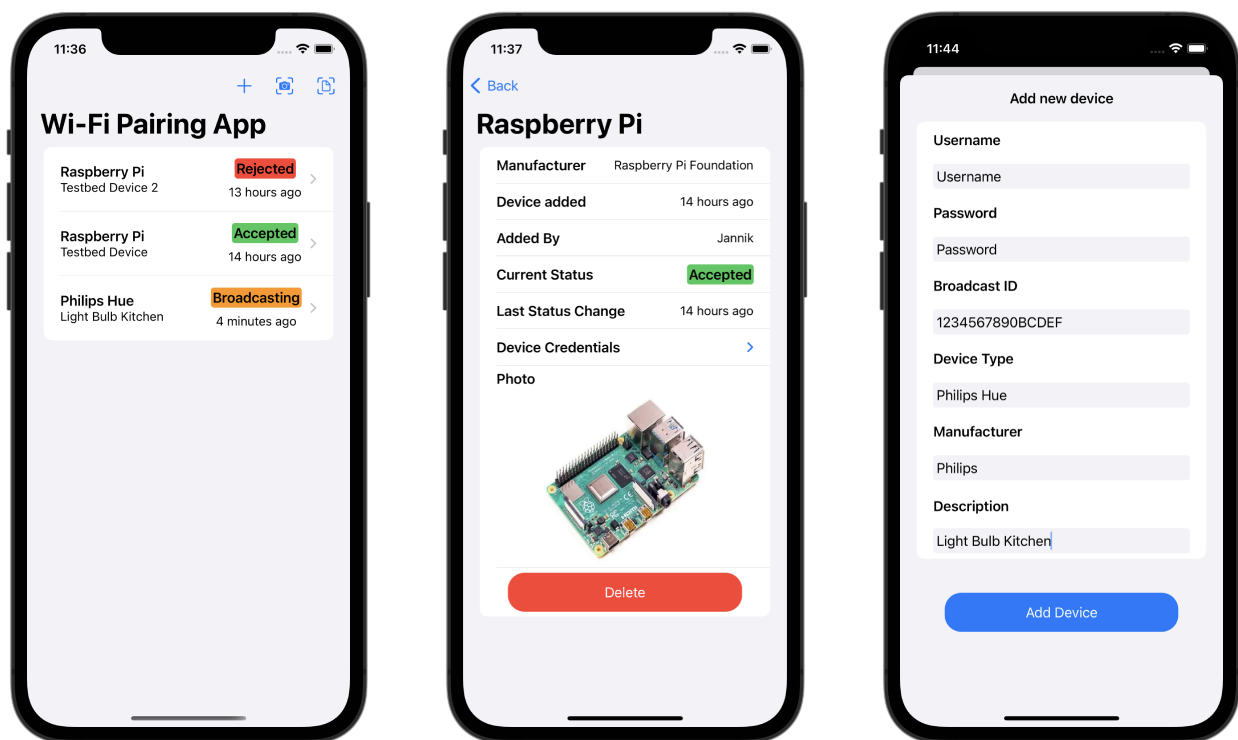 11:36
Wi-Fi Pairing App
Raspberry Pi
Rejected
Testbed Device 2
13 hours ago
Raspberry Pi
Accepted
Testbed Device
14 hours ago
Philips Hue
Broadcasting
Light Bulb Kitchen
4 minutes ago
11:37
Back
Raspberry Pi
Manufacturer Raspberry Pi Foundation
Device added 14 hours ago
Added By Jannik
Current Status Accepted
Last Status Change 14 hours ago
Device Credentials
Photo
Delete
11:44
Add new device
Username
Username
Password
Password
Broadcast ID
1234567890BCDEF
Device Type
Philips Hue
Manufacturer
Philips
Description
Light Bulb Kitchen
Add Device